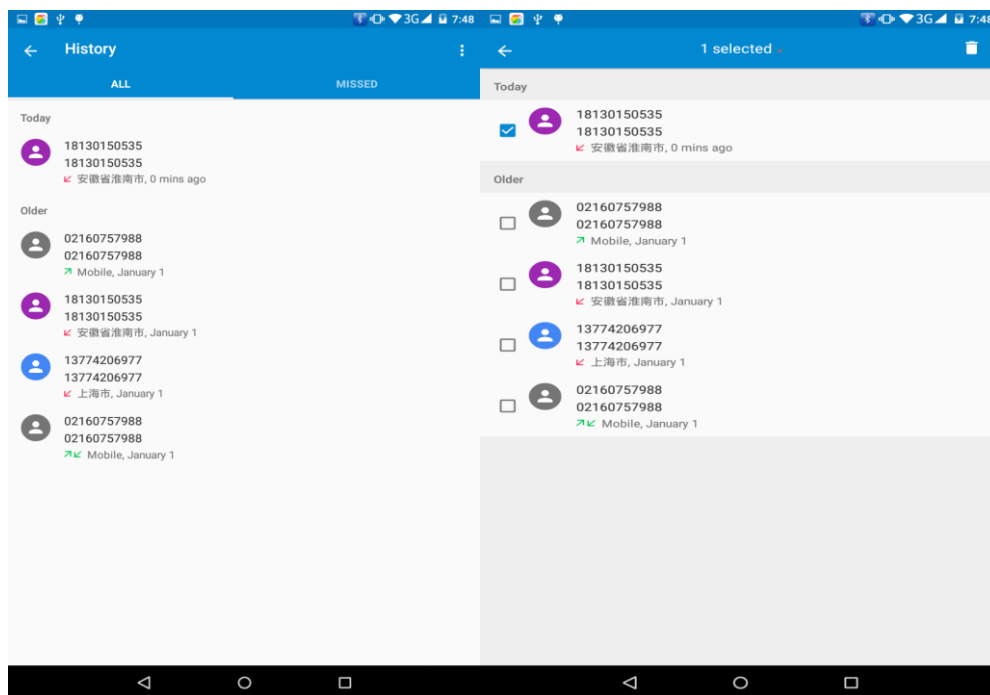 7:48
History
ALL
MISSED
Today
18130150535
18130150535
安徽省淮南市, 0 mins ago
Older
02160757988
02160757988
Mobile, January 1
18130150535
18130150535
安徽省淮南市, January 1
13774206977
13774206977
上海市, January 1
02160757988
02160757988
Mobile, January 1
3G
3G
7:48
1 selected
Today
18130150535
18130150535
安徽省淮南市, 0 mins ago
Older
02160757988
02160757988
Mobile, January 1
18130150535
18130150535
安徽省淮南市, January 1
13774206977
13774206977
上海市, January 1
02160757988
02160757988
Mobile, January 1